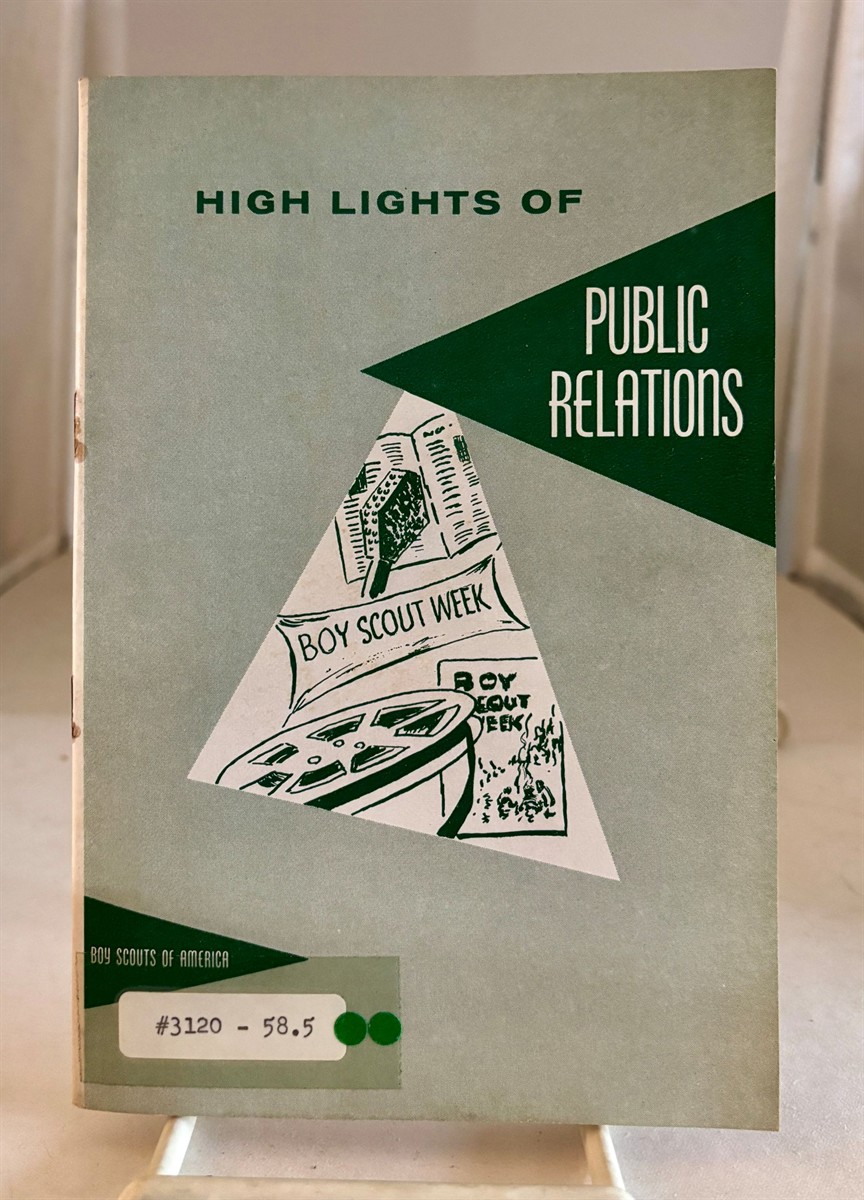 HIGH LIGHTS OF
PUBLIC
RELATIONS
BOY SCOUT WEEK
BOY
SCOUT
WEEK
BOY SCOUTS OF AMERICA
#3120 - 58.5